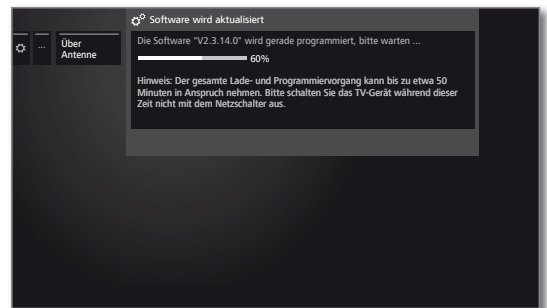 Software wird aktualisiert
...
Über
Antenne
Die Software "V2.3.14.0" wird gerade programmiert, bitte warten ...
60%
Hinweis: Der gesamte Lade- und Programmiervorgang kann bis zu etwa 50
Minuten in Anspruch nehmen. Bitte schalten Sie das TV-Gerät während dieser
Zeit nicht mit dem Netzschalter aus.